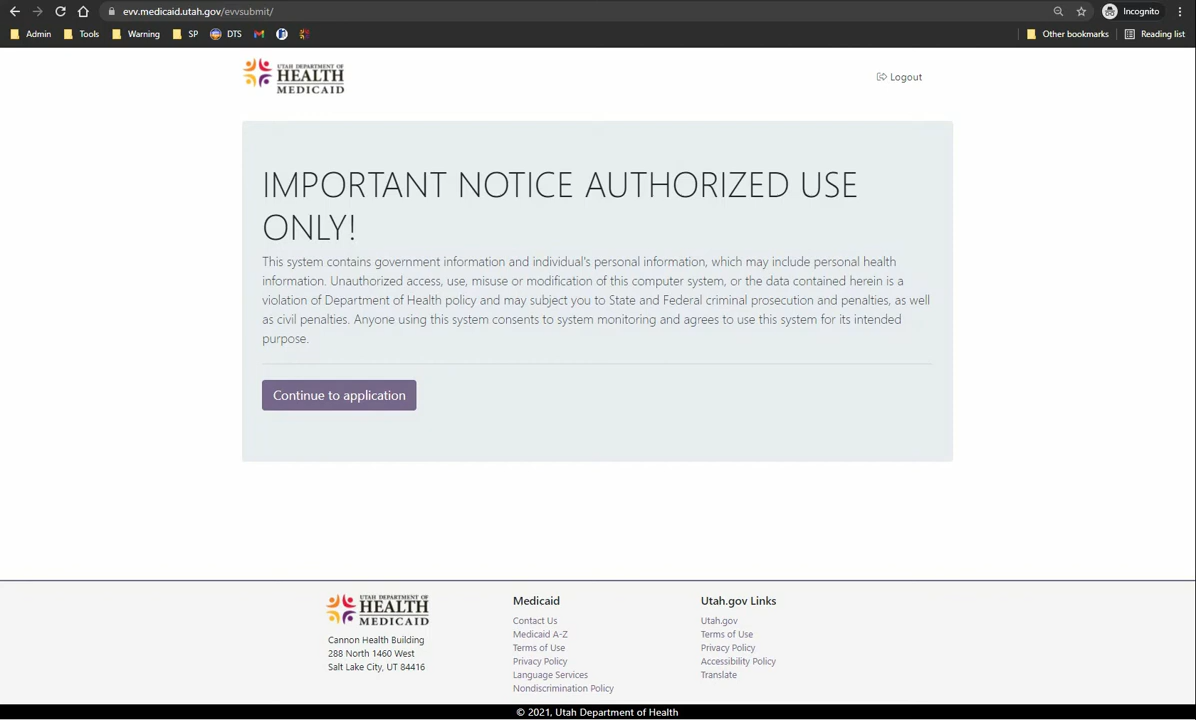 evv.medicaid.utah.gov/evvsubmit/
Incognito
Admin Tools Warning SP DTS Other bookmarks Reading list
UTAH DEPARTMENT OF
HEALTH
MEDICAID
Logout
IMPORTANT NOTICE AUTHORIZED USE
ONLY!
This system contains government information and individual's personal information, which may include personal health
information. Unauthorized access, use, misuse or modification of this computer system, or the data contained herein is a
violation of Department of Health policy and may subject you to State and Federal criminal prosecution and penalties, as well
as civil penalties. Anyone using this system consents to system monitoring and agrees to use this system for its intended
purpose.
Continue to application
UTAH DEPARTMENT OF
HEALTH
MEDICAID
Cannon Health Building
288 North 1460 West
Salt Lake City, UT 84416
Medicaid
Contact Us
Medicaid A-Z
Terms of Use
Privacy Policy
Language Services
Nondiscrimination Policy
Utah.gov Links
Utah.gov
Terms of Use
Privacy Policy
Accessibility Policy
Translate
© 2021, Utah Department of Health